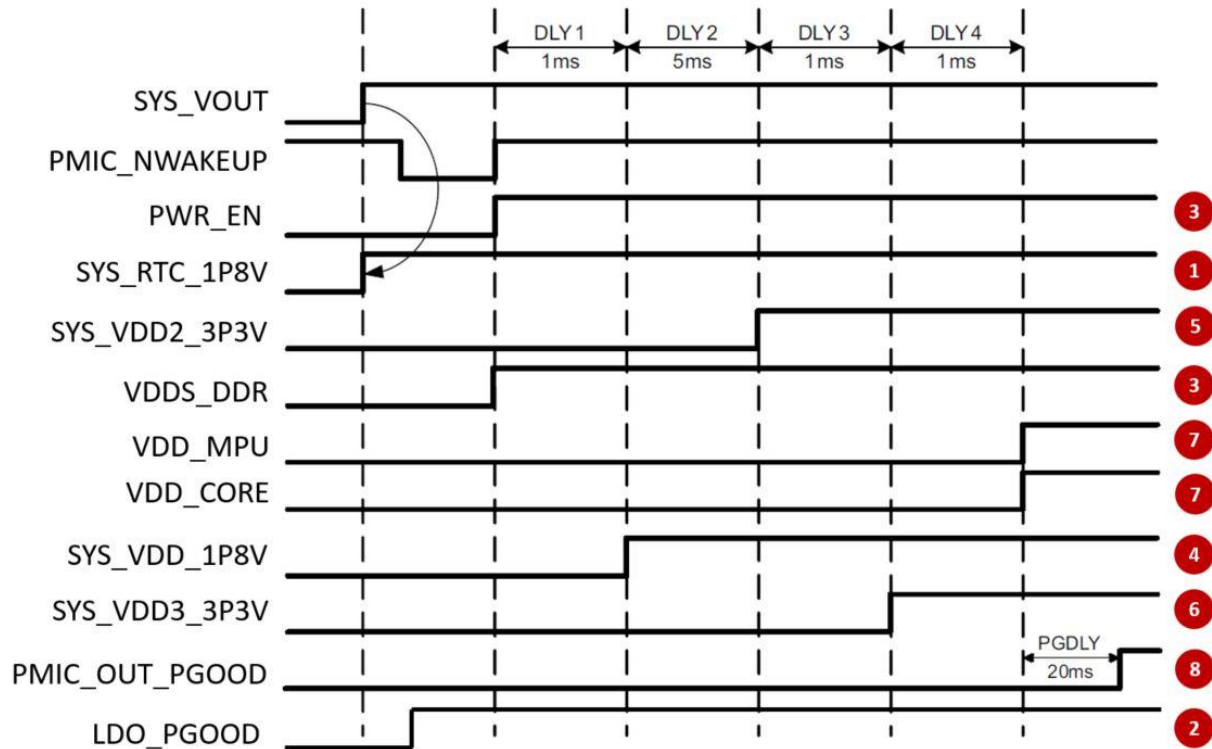 DLY1 DLY2 DLY3 DLY4
1ms 5ms 1ms 1ms
SYS_VOUT
PMIC_NWAKEUP
PWR_EN 3
SYS_RTC_1P8V 1
SYS_VDD2_3P3V 5
VDDS_DDR 3
VDD_MPU 7
VDD_CORE 7
SYS_VDD_1P8V 4
SYS_VDD3_3P3V 6
PGDLY
PMIC_OUT_PGOOD 20ms 8
LDO_PGOOD 2